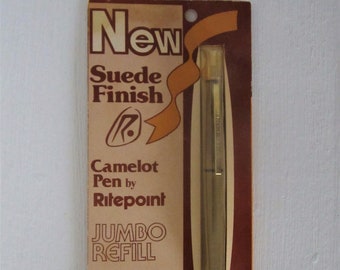 New
Suede
Finish
R.
Camelot
Pen by
Ritepoint
JUMBO
REFILL